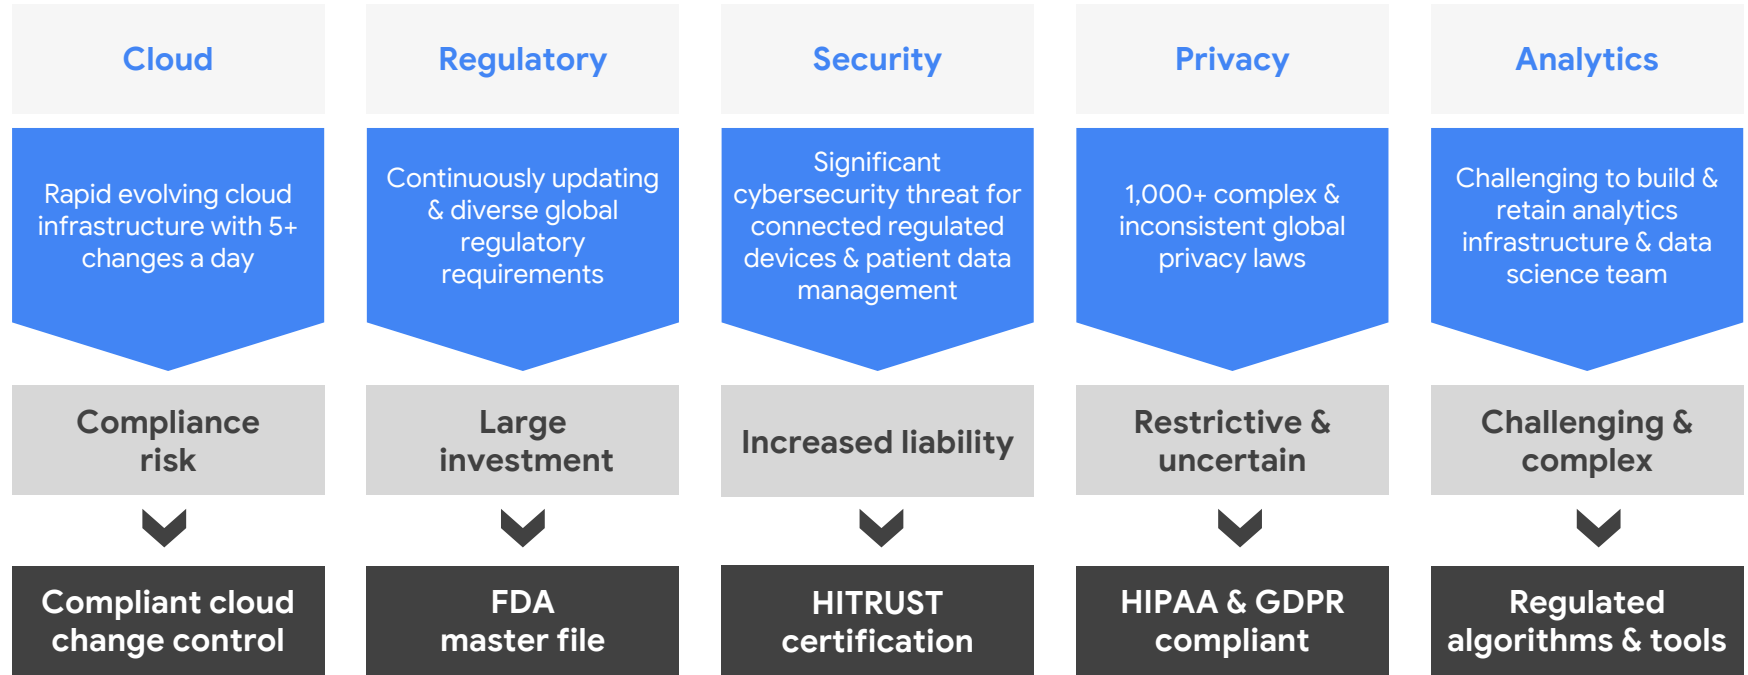 Cloud
Regulatory
Security
Privacy
Analytics
Rapid evolving cloud
infrastructure with 5+
changes a day
Continuously updating
& diverse global
regulatory
requirements
Significant
cybersecurity threat for
connected regulated
devices & patient data
management
1,000+ complex &
inconsistent global
privacy laws
Challenging to build &
retain analytics
infrastructure & data
science team
Compliance
risk
Large
investment
Increased liability
Restrictive &
uncertain
Challenging &
complex
Compliant cloud
change control
FDA
master file
HITRUST
certification
HIPAA & GDPR
compliant
Regulated
algorithms & tools